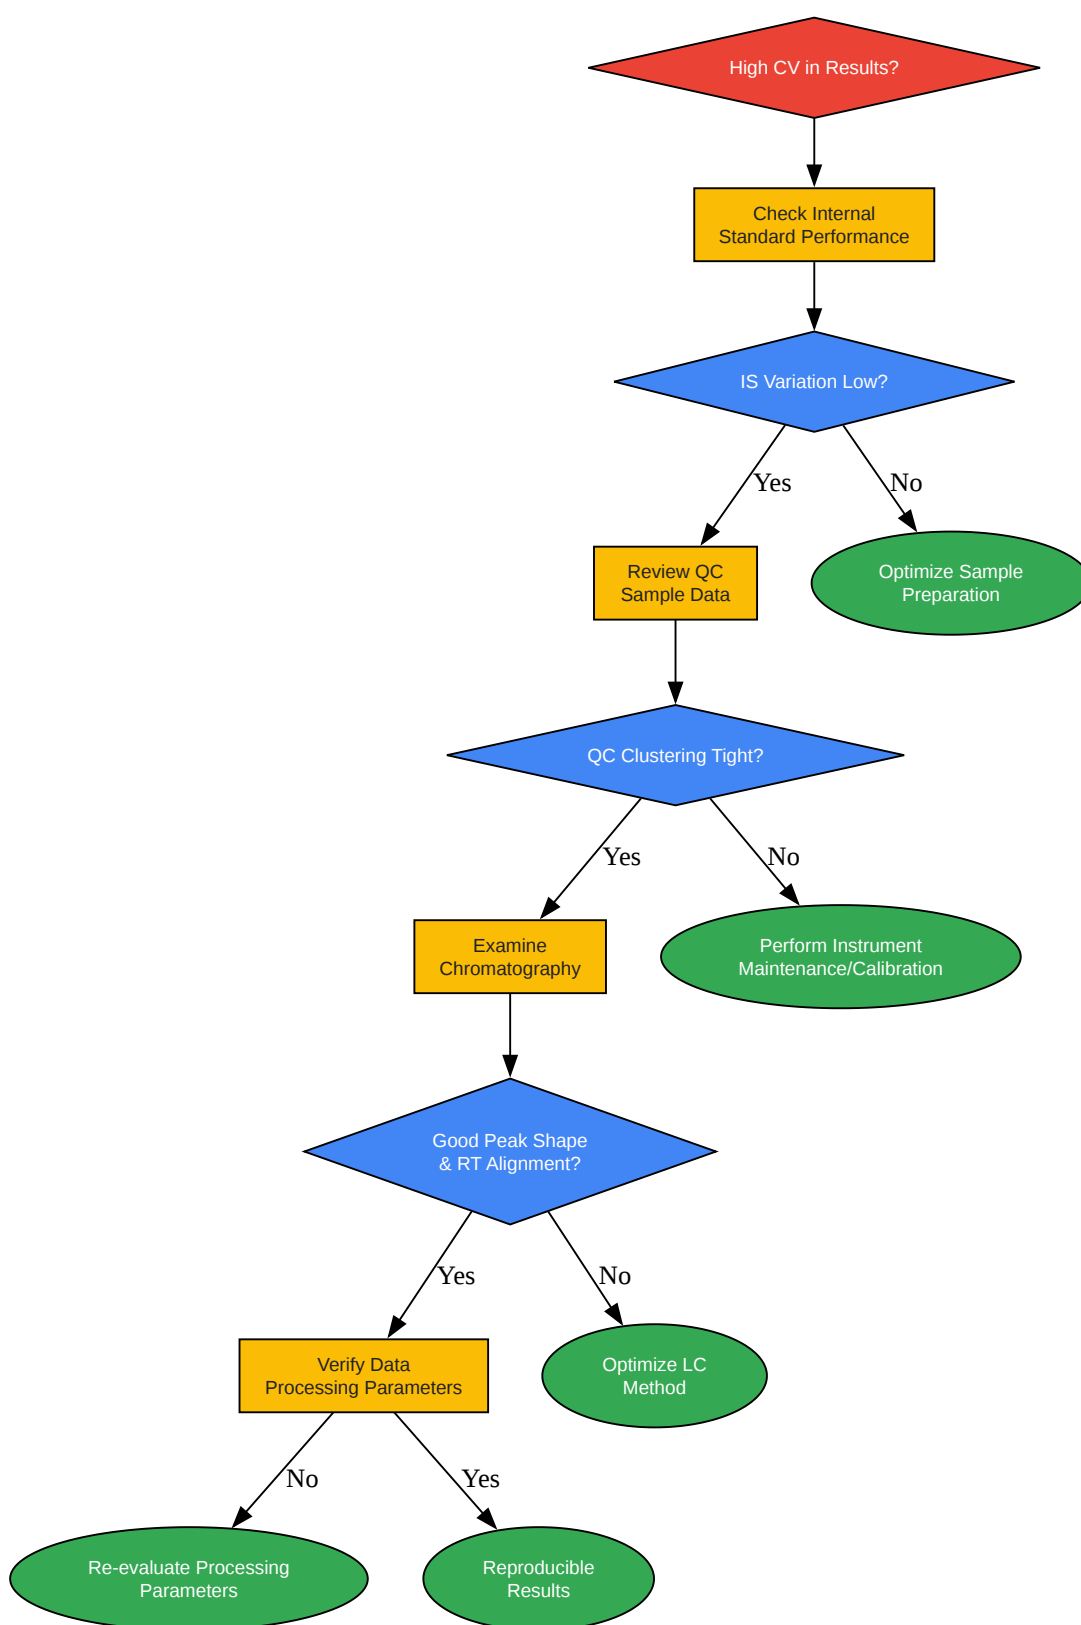 High CV in Results?
Check Internal
Standard Performance
IS Variation Low?
Yes
No
Review QC
Sample Data
Optimize Sample
Preparation
QC Clustering Tight?
Yes
No
Examine
Chromatography
Perform Instrument
Maintenance/Calibration
Good Peak Shape
& RT Alignment?
Yes
No
Verify Data
Processing Parameters
Optimize LC
Method
No
Yes
Re-evaluate Processing
Parameters
Reproducible
Results